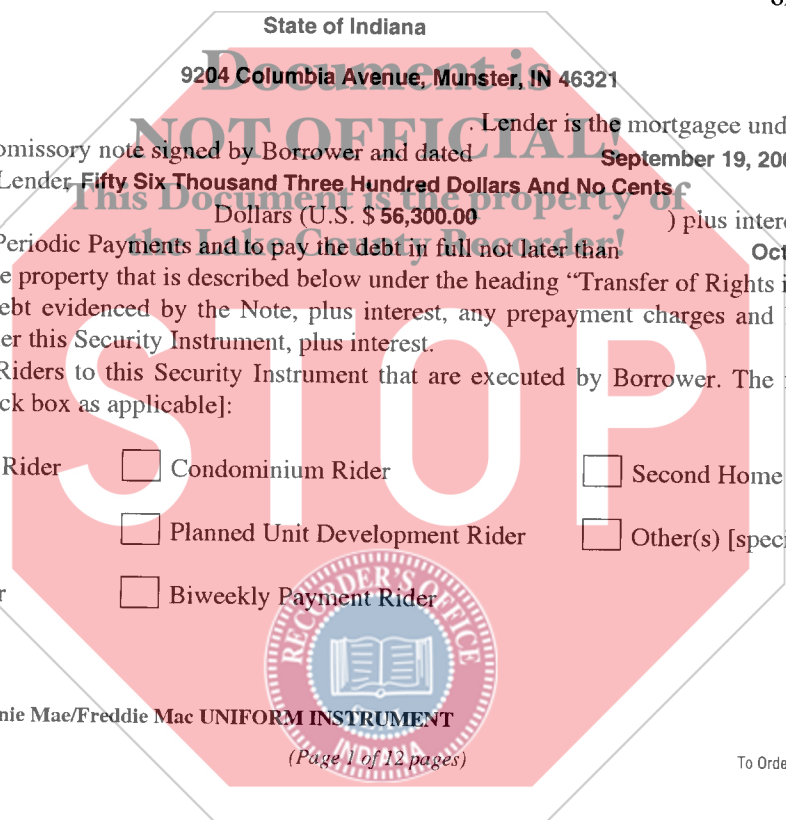 State of Indiana
Document is
9204 Columbia Avenue, Munster, IN 46321
NOT OFFICIAL!
. Lender is the mortgagee und
omissory note signed by Borrower and dated September 19, 200
Lender Fifty Six Thousand Three Hundred Dollars And No Cents
This Document is the property of
Dollars (U.S. $ 56,300.00 ) plus intere
the Lake County Recorder!
Periodic Payments and to pay the debt in full not later than Oct
e property that is described below under the heading “Transfer of Rights i
ebt evidenced by the Note, plus interest, any prepayment charges and
er this Security Instrument, plus interest.
STOP
Riders to this Security Instrument that are executed by Borrower. The
ck box as applicable]:
Rider Condominium Rider Second Home
Planned Unit Development Rider Other(s) [speci
r Biweekly Payment Rider
RECORDER'S OFFICE
INDIANA
nie Mae/Freddie Mac UNIFORM INSTRUMENT
(Page 1 of 12 pages)
To Orde